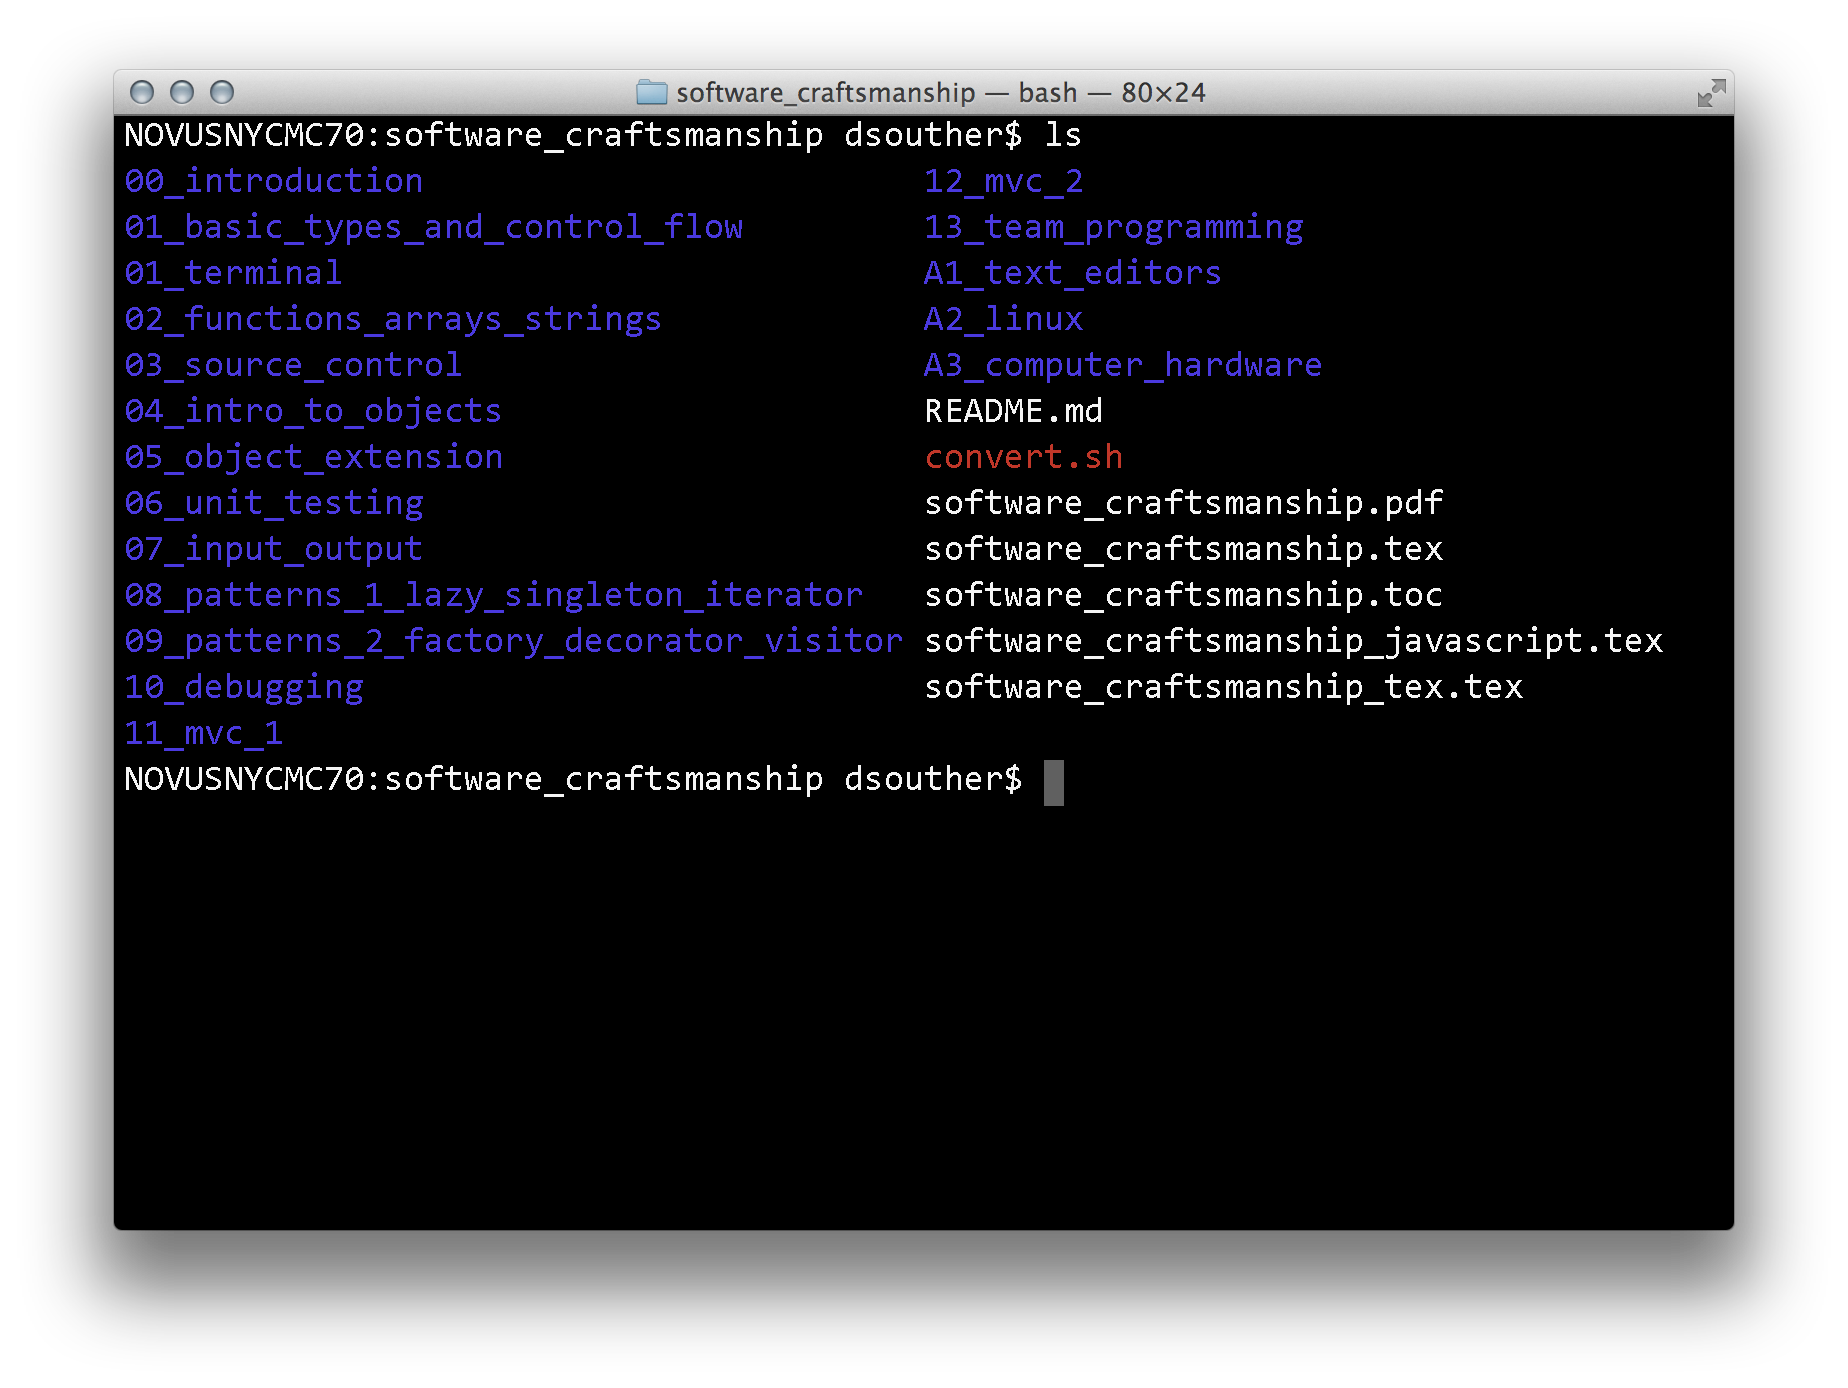 software_craftsmanship — bash — 80×24
NOVUSNYCMC70:software_craftsmanship dsouther$ ls
00_introduction 12_mvc_2
01_basic_types_and_control_flow 13_team_programming
01_terminal A1_text_editors
02_functions_arrays_strings A2_linux
03_source_control A3_computer_hardware
04_intro_to_objects README.md
05_object_extension convert.sh
06_unit_testing software_craftsmanship.pdf
07_input_output software_craftsmanship.tex
08_patterns_1_lazy_singleton_iterator software_craftsmanship.toc
09_patterns_2_factory_decorator_visitor software_craftsmanship_javascript.tex
10_debugging software_craftsmanship_tex.tex
11_mvc_1
NOVUSNYCMC70:software_craftsmanship dsouther$